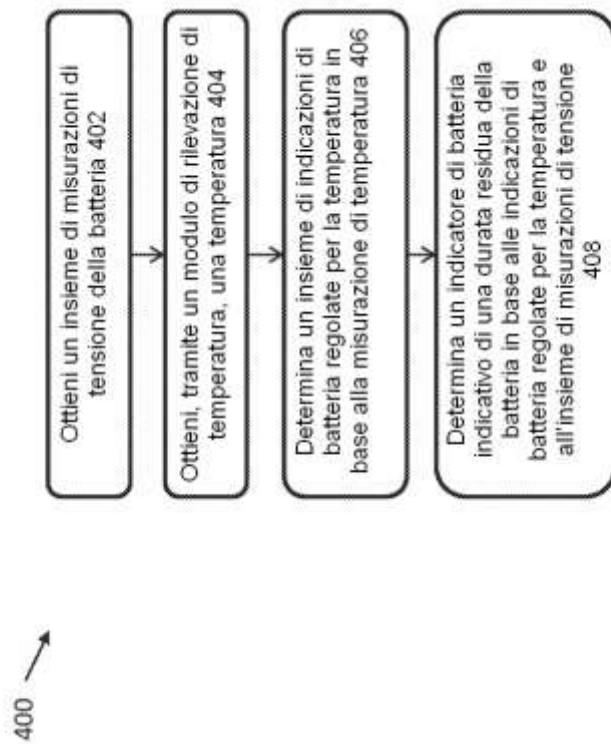 400
Ottieni un insieme di misurazioni di
tensione della batteria 402
Ottieni, tramite un modulo di rilevazione di
temperatura, una temperatura 404
Determina un insieme di indicazioni di
batteria regolate per la temperatura in
base alla misurazione di temperatura 406
Determina un indicatore di batteria
indicativo di una durata residua della
batteria in base alle indicazioni di
batteria regolate per la temperatura e
all'insieme di misurazioni di tensione
408